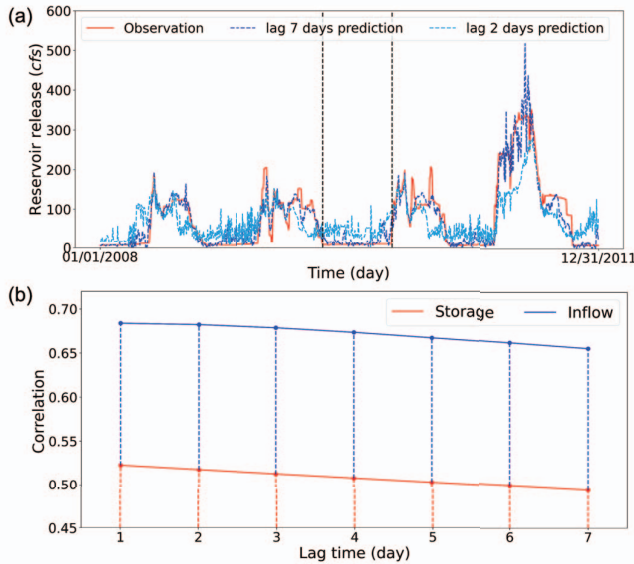 (a)
Observation
lag 7 days prediction
lag 2 days prediction
Reservoir release (cfs)
600
500
400
300
200
100
0
01/01/2008
12/31/2011
Time (day)
(b)
Storage
Inflow
Correlation
0.70
0.65
0.60
0.55
0.50
0.45
1 2 3 4 5 6 7
Lag time (day)